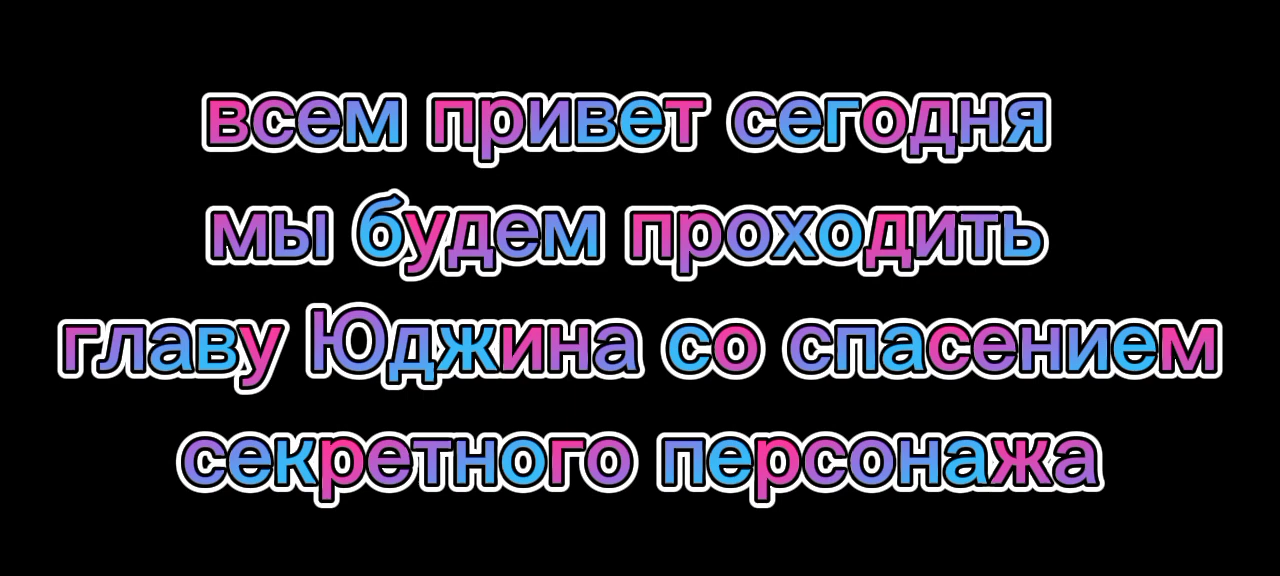 всем привет сегодня
мы будем проходить
главу Юджина со спасением
секретного персонажа